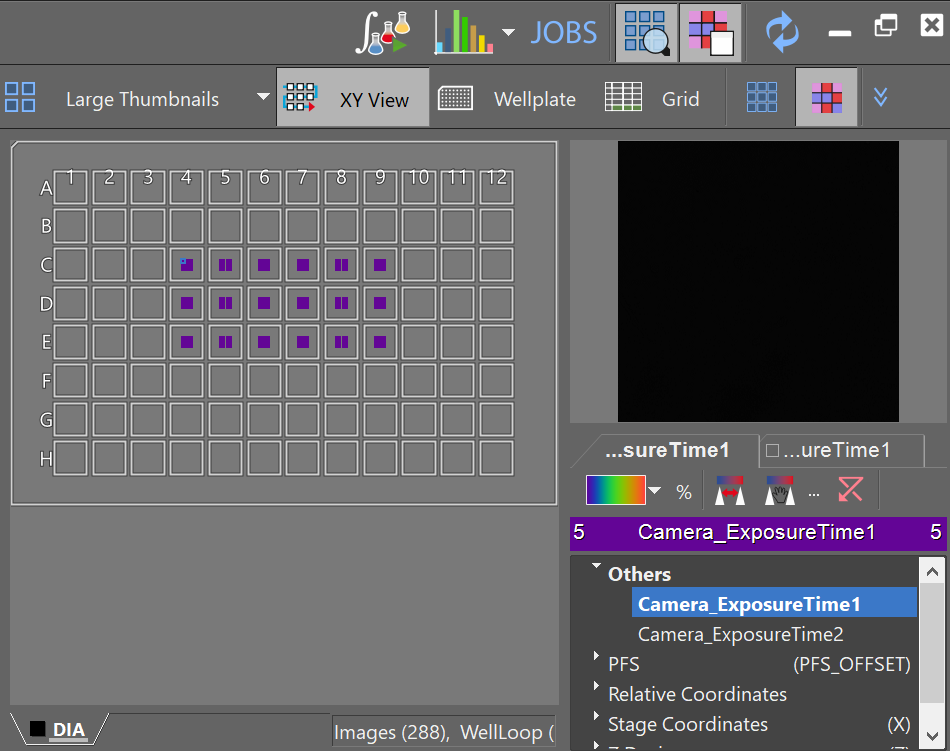 JOBS
Large Thumbnails
XY View
Wellplate
Grid
1 2 3 4 5 6 7 8 9 10 11 12
A
B
C
D
E
F
G
H
...sureTime1
...ureTime1
% ...
5 Camera_ExposureTime1 5
Others
Camera_ExposureTime1
Camera_ExposureTime2
PFS (PFS_OFFSET)
Relative Coordinates
Stage Coordinates (X)
DIA
Images (288), WellLoop (